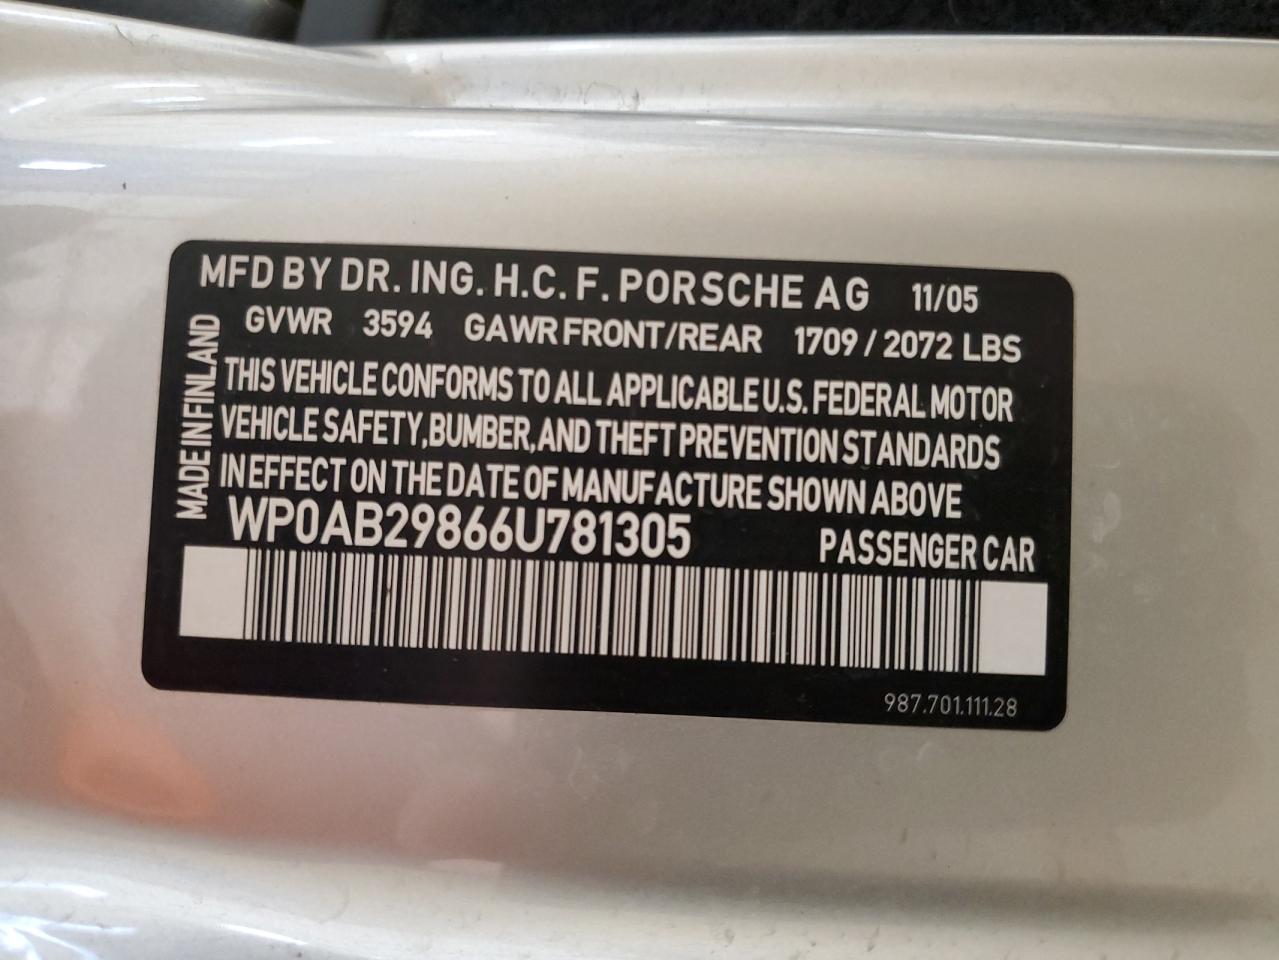 MFD BY DR. ING. H.C. F. PORSCHE AG 11/05
GVWR 3594 GAWR FRONT/REAR 1709 / 2072 LBS
THIS VEHICLE CONFORMS TO ALL APPLICABLE U.S. FEDERAL MOTOR
VEHICLE SAFETY, BUMBER, AND THEFT PREVENTION STANDARDS
IN EFFECT ON THE DATE OF MANUFACTURE SHOWN ABOVE
WP0AB29866U781305 PASSENGER CAR
MADE IN FINLAND
987.701.111.28